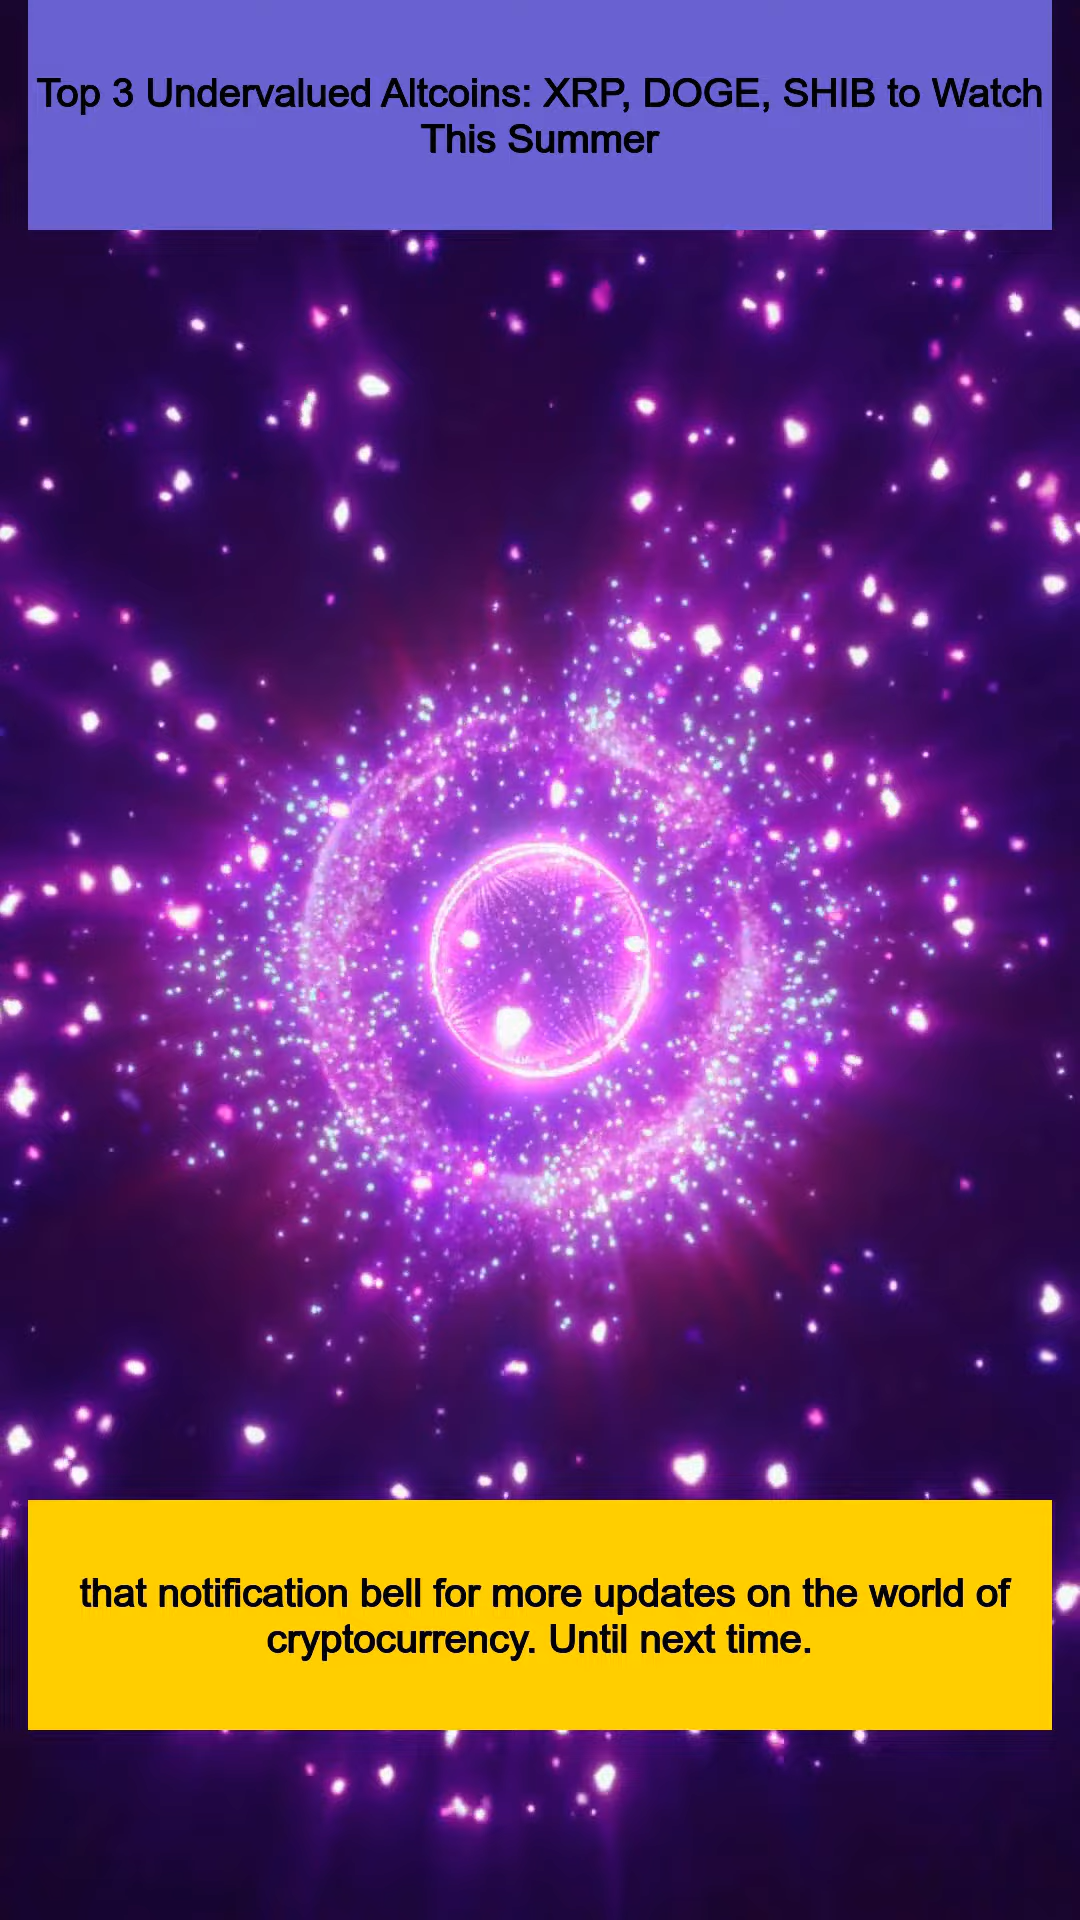 Top 3 Undervalued Altcoins: XRP, DOGE, SHIB to Watch
This Summer
that notification bell for more updates on the world of
cryptocurrency. Until next time.